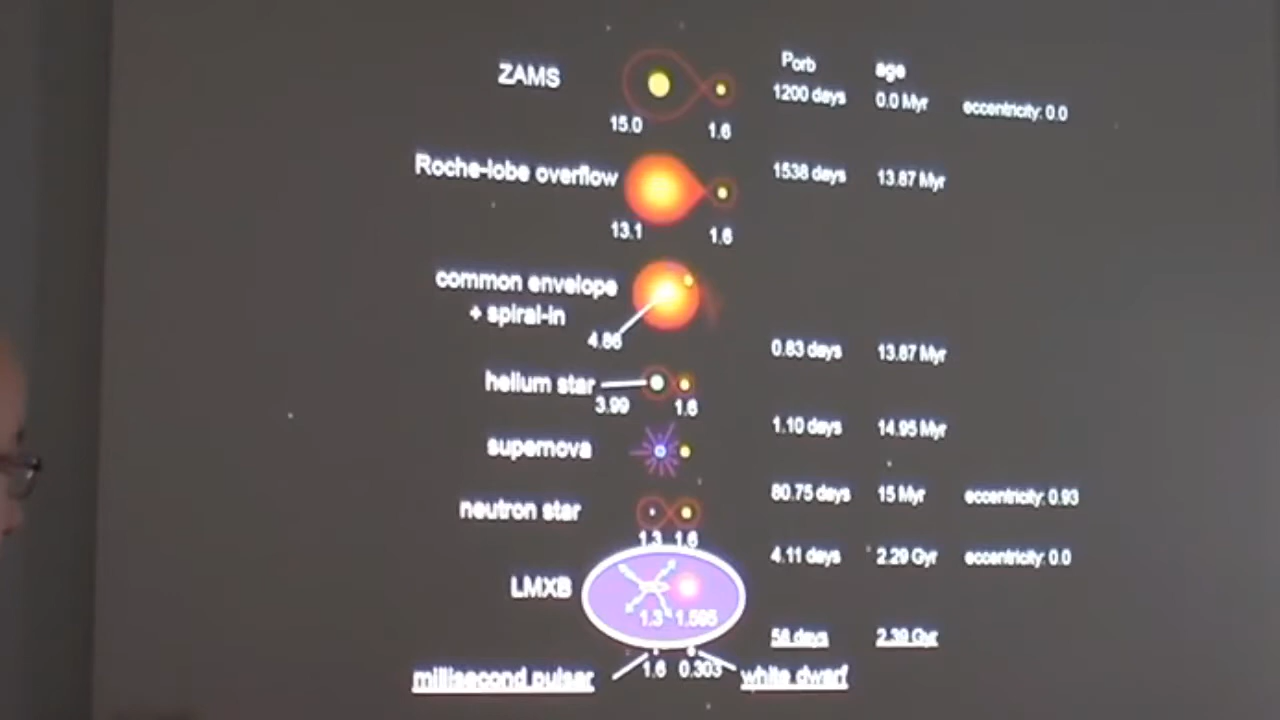 Porb age
ZAMS
1200 days 0.0 Myr eccentricity: 0.0
15.0 1.6
Roche-lobe overflow
1538 days 13.87 Myr
13.1 1.6
common envelope
+ spiral-in
4.86
0.83 days 13.87 Myr
helium star
3.99 1.6
1.10 days 14.95 Myr
supernova
80.75 days 15 Myr eccentricity: 0.93
neutron star
1.3 1.6
4.11 days 2.29 Gyr eccentricity: 0.0
LMXB
1.3 1.595
56 days 2.39 Gyr
millisecond pulsar 1.6 0.303 white dwarf